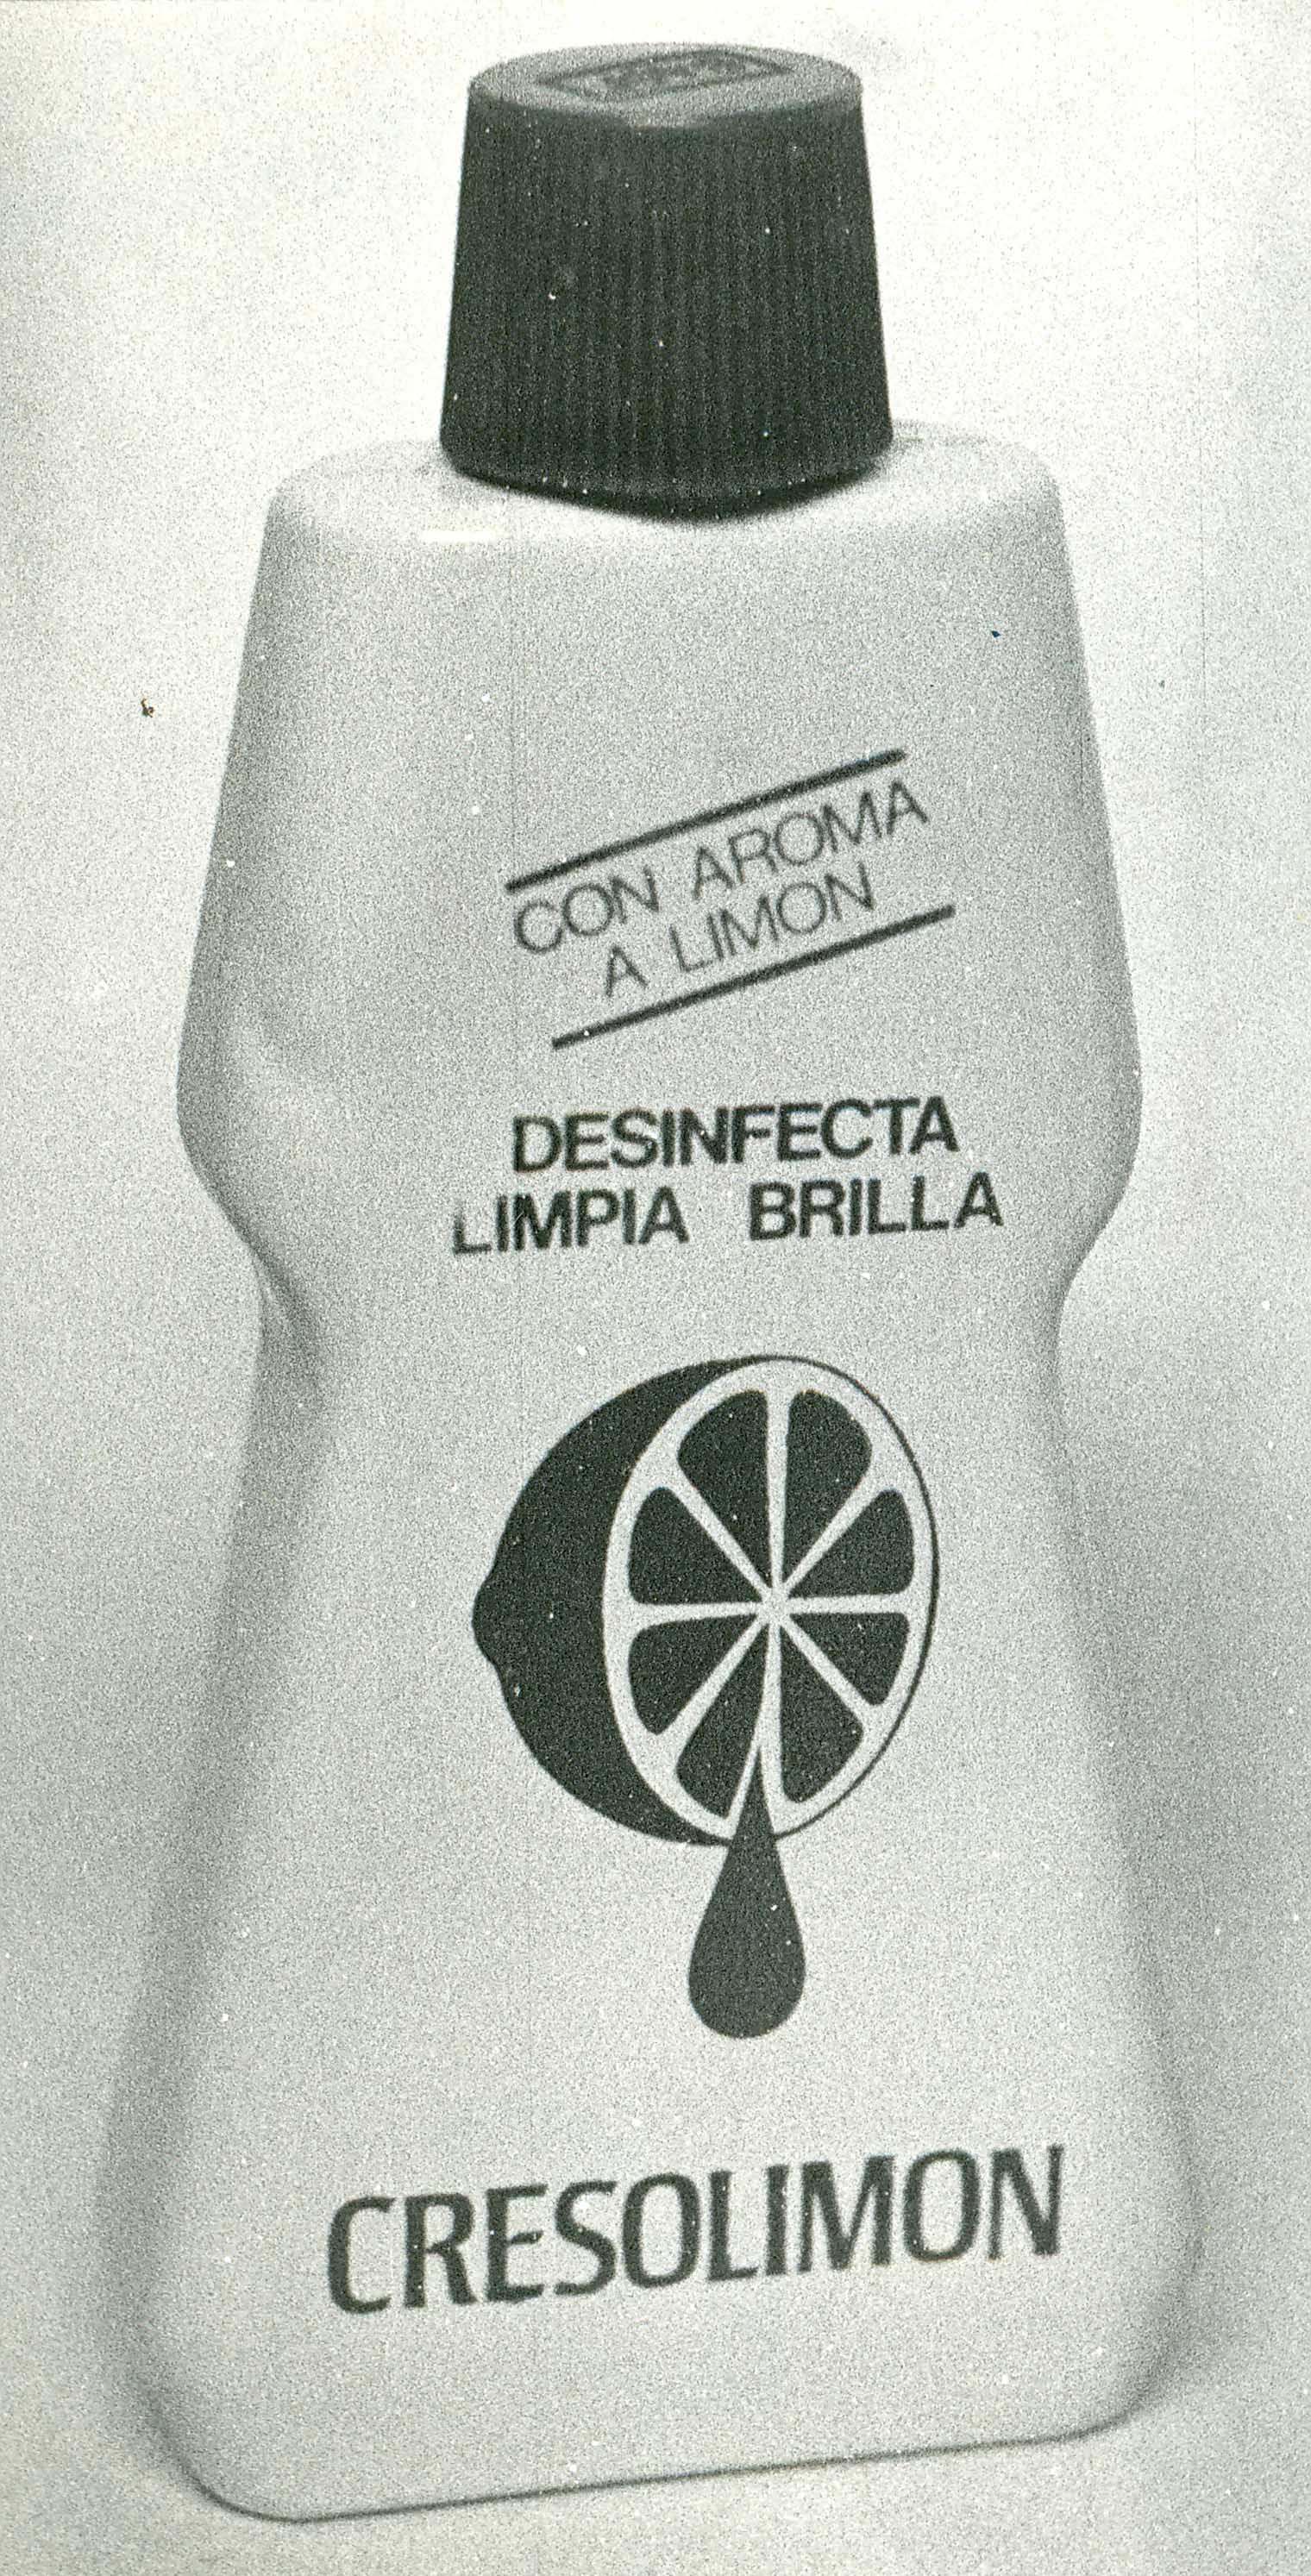 CON AROMA
A LIMON
DESINFECTA
LIMPIA BRILLA
CRESOLIMON